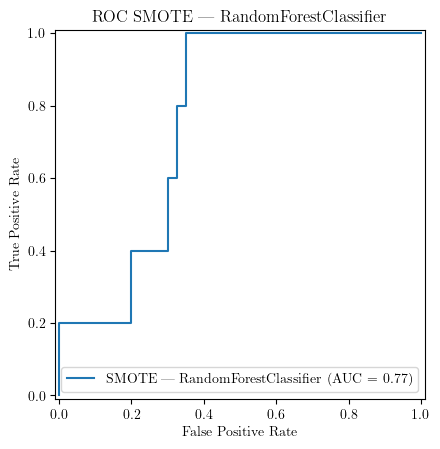 ROC SMOTE — RandomForestClassifier
1.0
0.8
0.6
0.4
0.2
0.0
True Positive Rate
SMOTE — RandomForestClassifier (AUC = 0.77)
0.0 0.2 0.4 0.6 0.8 1.0
False Positive Rate